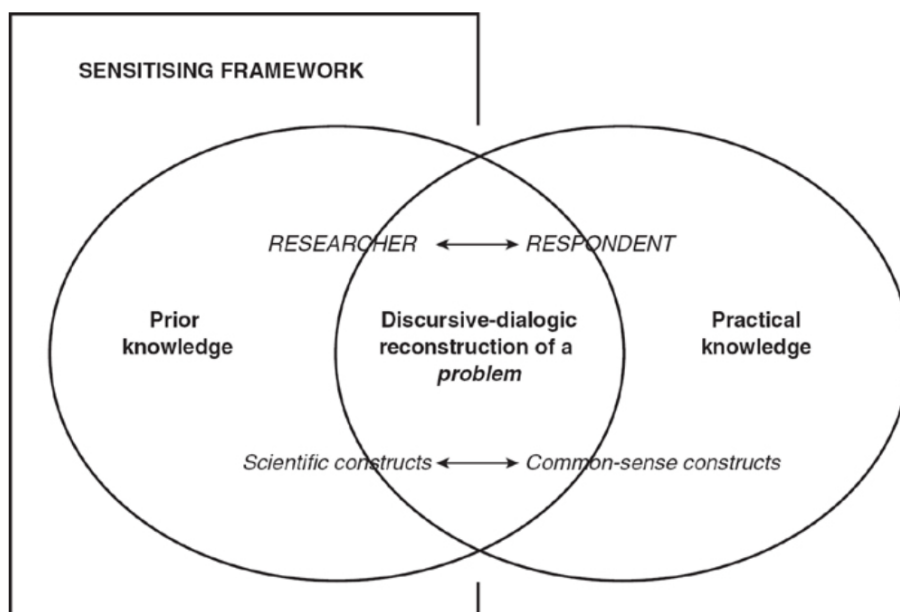 SENSITISING FRAMEWORK
RESEARCHER RESPONDENT
Prior
knowledge
Discursive-dialogic
reconstruction of a
problem
Practical
knowledge
Scientific constructs Common-sense constructs